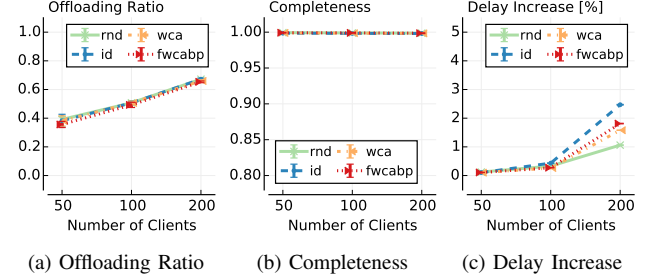 Offloading Ratio
1.0
0.8
0.6
0.4
0.2
0.0
rnd
id
wca
fwcabp
50
100
200
Number of Clients
(a) Offloading Ratio
Completeness
1.00
0.95
0.90
0.85
0.80
rnd
id
wca
fwcabp
50
100
200
Number of Clients
(b) Completeness
Delay Increase [%]
5
4
3
2
1
0
rnd
id
wca
fwcabp
50
100
200
Number of Clients
(c) Delay Increase